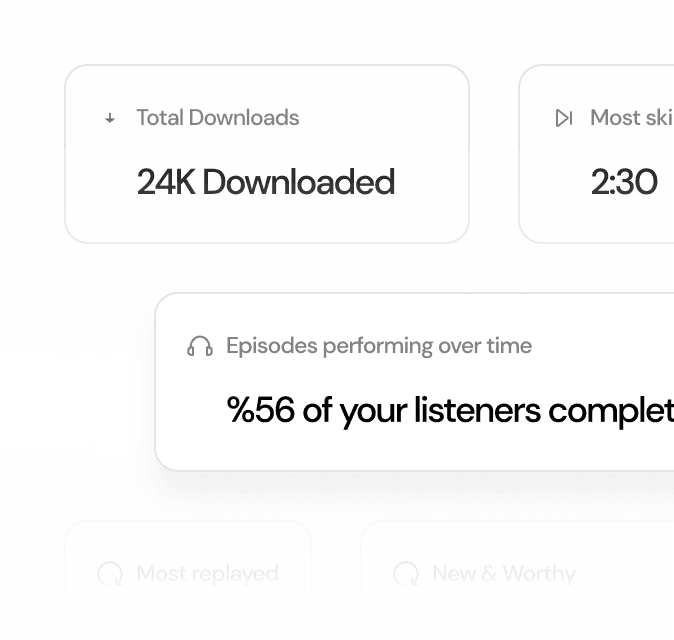 Total Downloads
24K Downloaded
Most ski
2:30
Episodes performing over time
%56 of your listeners complet
Most replayed
New & Worthy